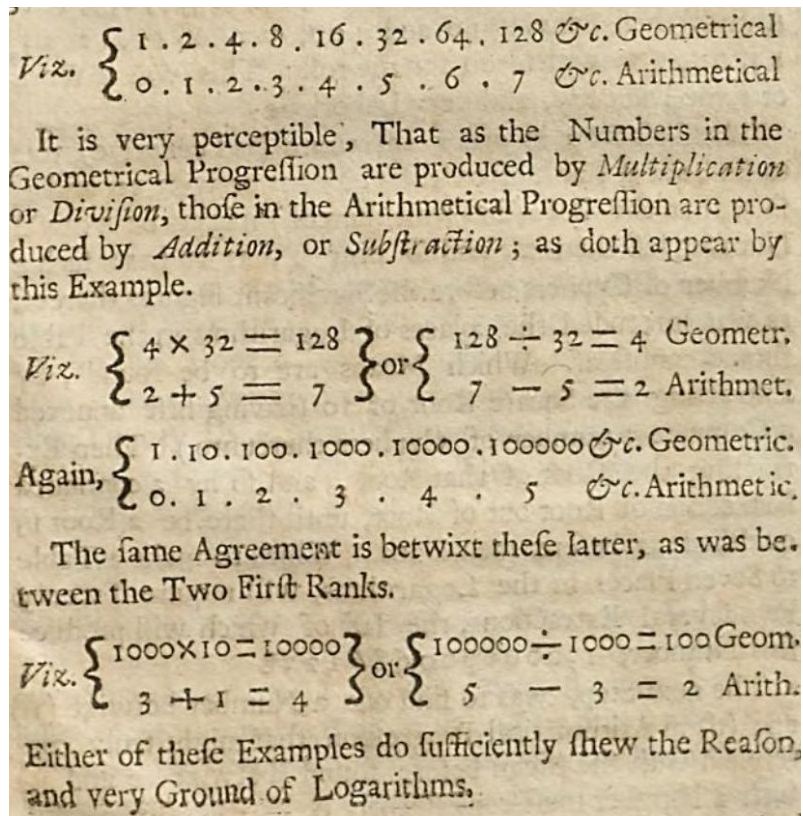 Viz. { 1 . 2 . 4 . 8 . 16 . 32 . 64 . 128 &c. Geometrical
0 . 1 . 2 . 3 . 4 . 5 . 6 . 7 &c. Arithmetical
It is very perceptible, That as the Numbers in the
Geometrical Progreſſion are produced by Multiplication
or Diviſion, thoſe in the Arithmetical Progreſſion are pro-
duced by Addition, or Subſtraction ; as doth appear by
this Example.
Viz. { 4 × 32 = 128 } or { 128 ÷ 32 = 4 Geometr.
2 + 5 = 7 7 − 5 = 2 Arithmet.
Again, { 1 . 10 . 100 . 1000 . 10000 . 100000 &c. Geometric.
0 . 1 . 2 . 3 . 4 . 5 &c. Arithmetic.
The ſame Agreement is betwixt theſe latter, as was be-
tween the Two Firſt Ranks.
Viz. { 1000×10=10000 } or { 100000÷1000=100 Geom.
3 + 1 = 4 5 − 3 = 2 Arith.
Either of theſe Examples do ſufficiently ſhew the Reaſon,
and very Ground of Logarithms.